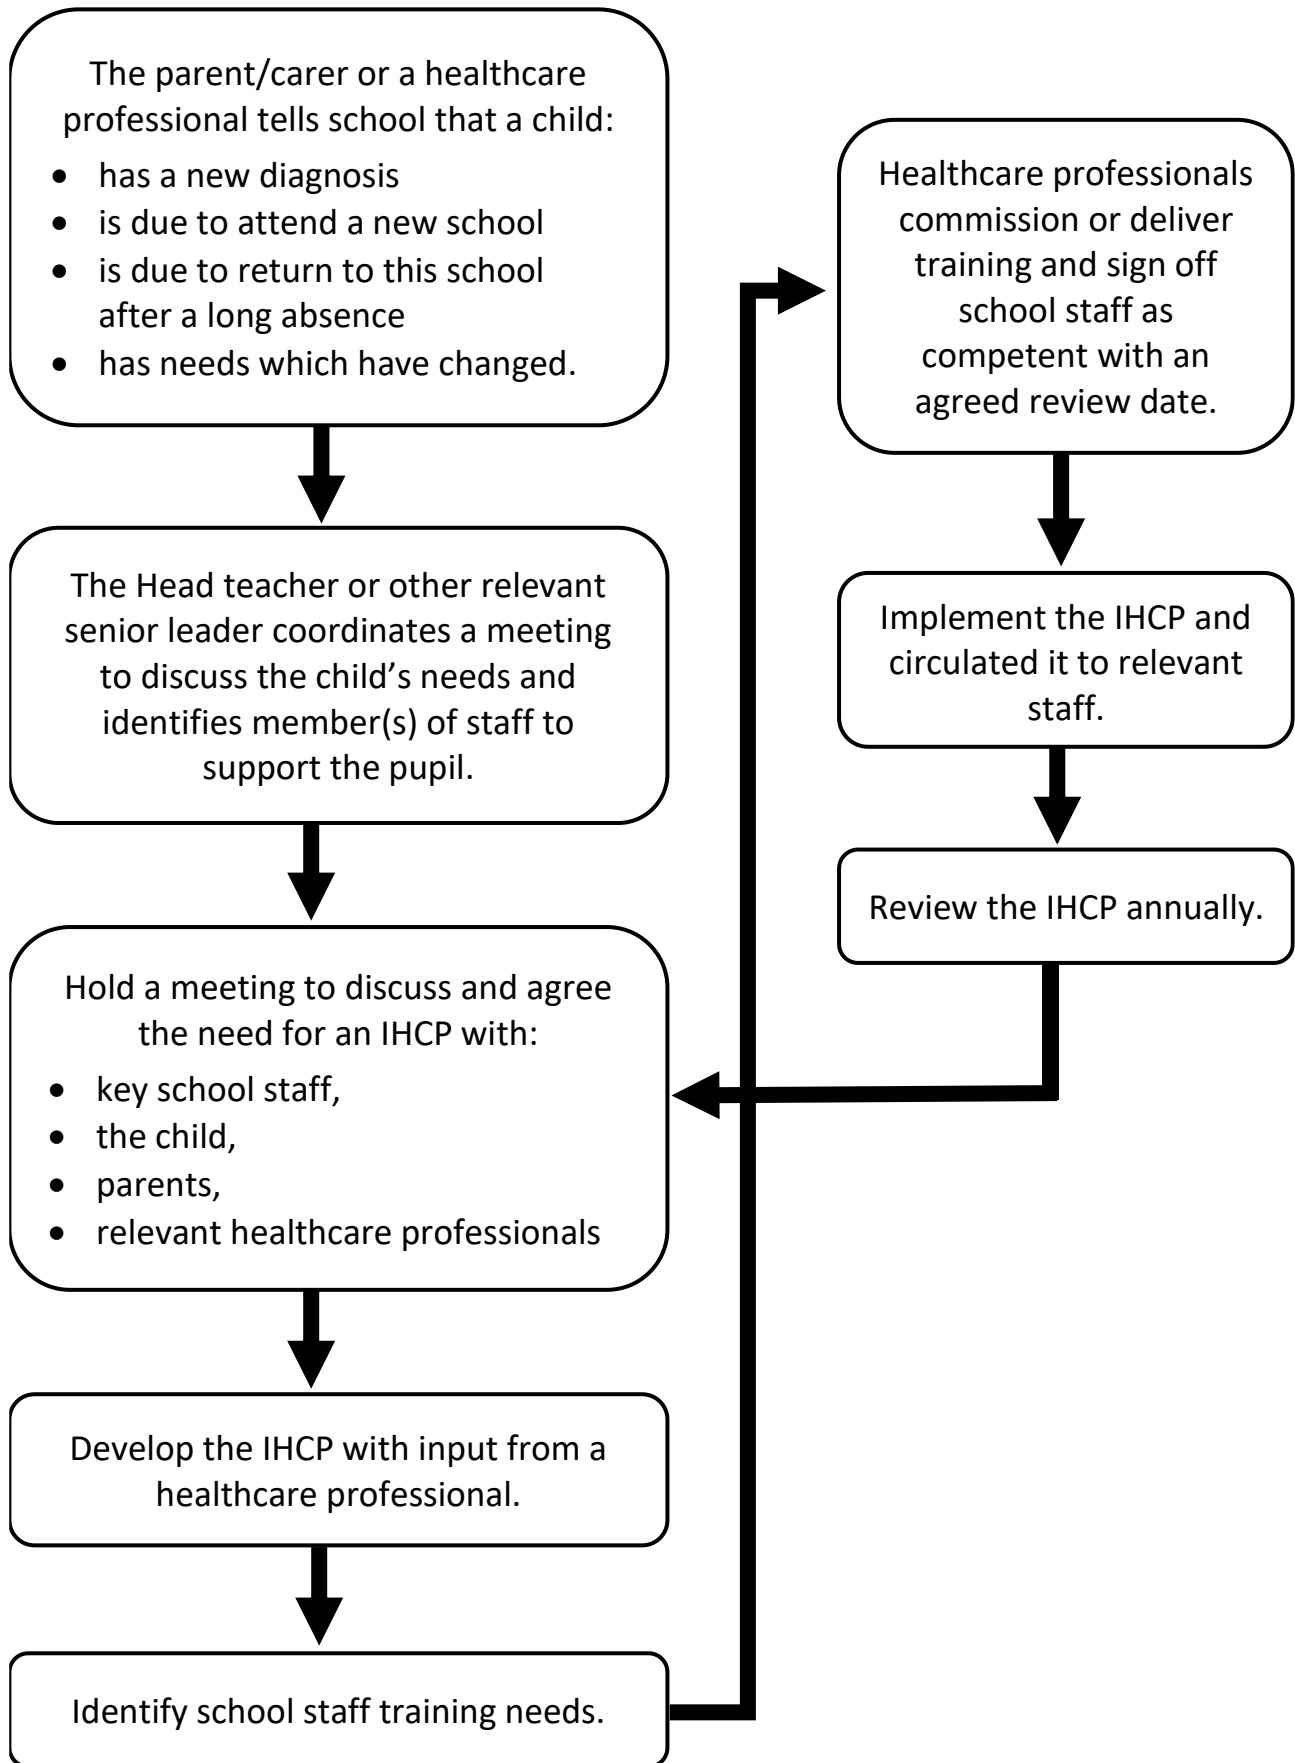 The parent/carer or a healthcare
professional tells school that a child:
• has a new diagnosis
• is due to attend a new school
• is due to return to this school
after a long absence
• has needs which have changed.
The Head teacher or other relevant
senior leader coordinates a meeting
to discuss the child’s needs and
identifies member(s) of staff to
support the pupil.
Hold a meeting to discuss and agree
the need for an IHCP with:
• key school staff,
• the child,
• parents,
• relevant healthcare professionals
Develop the IHCP with input from a
healthcare professional.
Identify school staff training needs.
Healthcare professionals
commission or deliver
training and sign off
school staff as
competent with an
agreed review date.
Implement the IHCP and
circulated it to relevant
staff.
Review the IHCP annually.